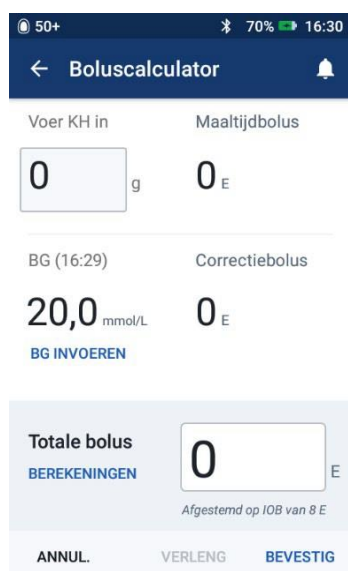 50+ 70% 16:30
← Boluscalculator
Voer KH in Maaltijdbolus
0 g 0 E
BG (16:29) Correctiebolus
20,0 mmol/L 0 E
BG INVOEREN
Totale bolus
BEREKENINGEN
0 E
Afgestemd op IOB van 8 E
ANNUL. VERLENG BEVESTIG